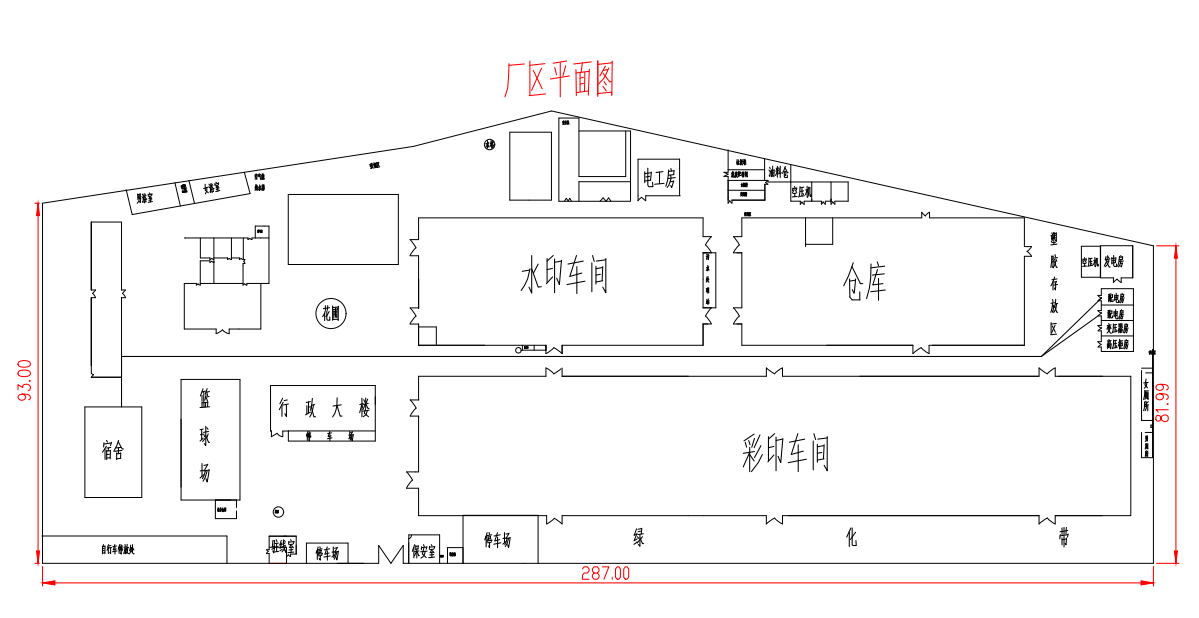 厂区平面图
男浴室
女浴室
电工房
油料仓
空压机
水印车间
仓库
塑胶存放区
空压机
发电房
配电房
配电房
变压器房
高压柜房
花圃
93.00
81.99
篮球场
行政大楼
停车场
宿舍
女厕所
彩印车间
绿化带
自行车停放处
驻线室
停车场
保安室
停车场
287.00